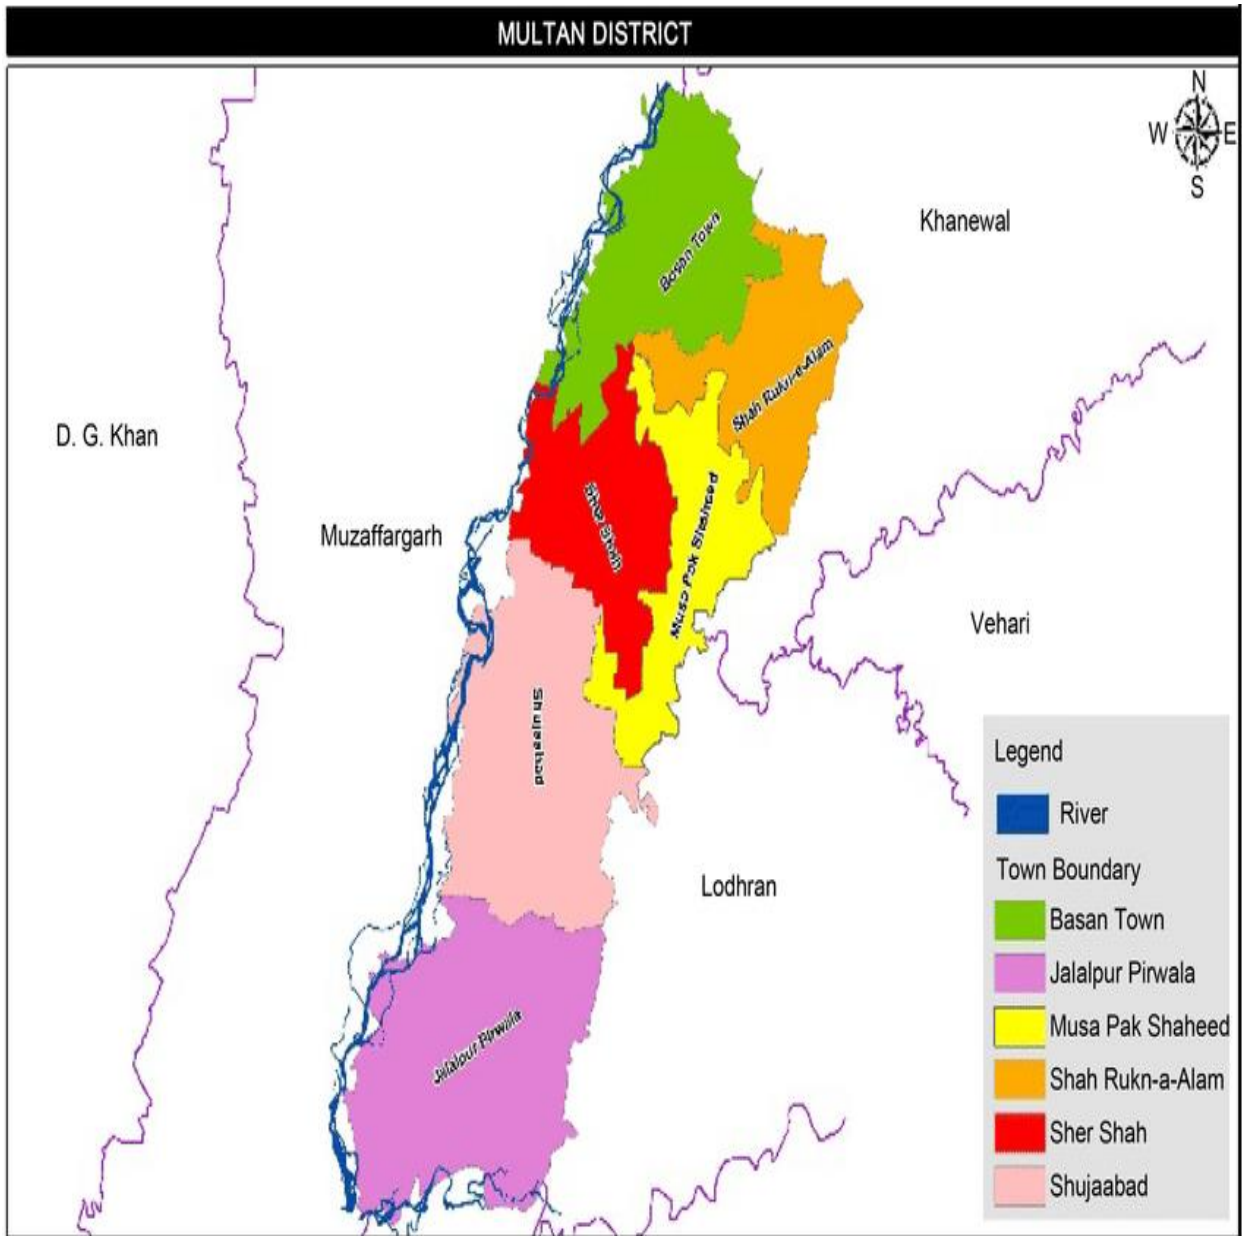 MULTAN DISTRICT
N
W E
S
Khanewal
Bosan Town
Shah Rukn-e-Alam
D. G. Khan
Sher Shah
Musa Pak Shaheed
Muzaffargarh
Vehari
Shujaabad
Lodhran
Jalalpur Pirwala
Legend
River
Town Boundary
Basan Town
Jalalpur Pirwala
Musa Pak Shaheed
Shah Rukn-a-Alam
Sher Shah
Shujaabad